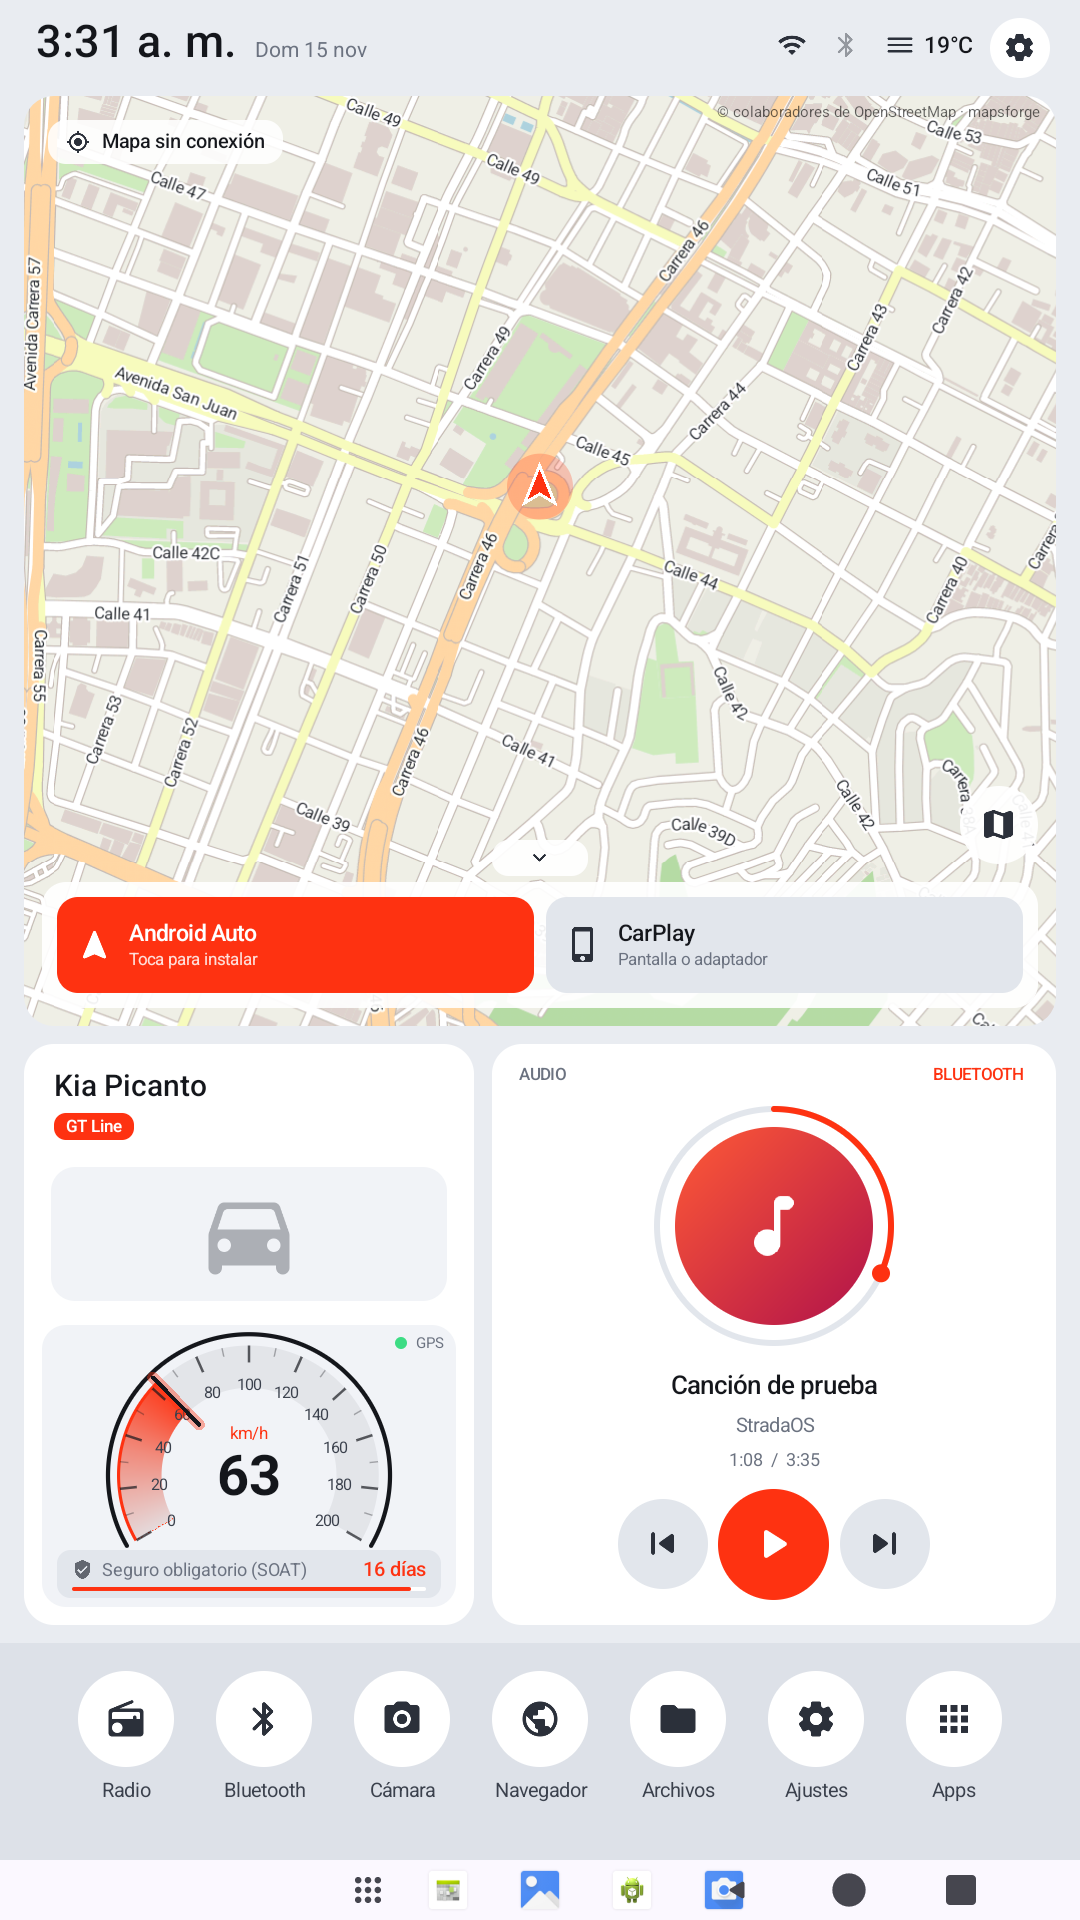 3:31 a. m.
Dom 15 nov
19°C
© colaboradores de OpenStreetMap · mapsforge
Mapa sin conexión
Calle 49
Calle 53
Calle 51
Calle 49
Calle 47
Carrera 46
Avenida Carrera 57
Carrera 42
Carrera 43
Carrera 49
Avenida San Juan
Carrera 44
Calle 45
Calle 42C
Carrera 51
Carrera 50
Carrera 46
Calle 44
Carrera 40
Carrera
Calle 41
Carrera 55
Carrera 53
Carrera 52
Calle 42
Carrera 46
Calle 41
Calle 42
Carrera
Calle 39
Calle 39D
Android Auto
Toca para instalar
CarPlay
Pantalla o adaptador
Kia Picanto
GT Line
GPS
0
20
40
60
80
100
120
140
160
180
200
km/h
63
Seguro obligatorio (SOAT)
16 días
AUDIO
BLUETOOTH
Canción de prueba
StradaOS
1:08 / 3:35
Radio
Bluetooth
Cámara
Navegador
Archivos
Ajustes
Apps